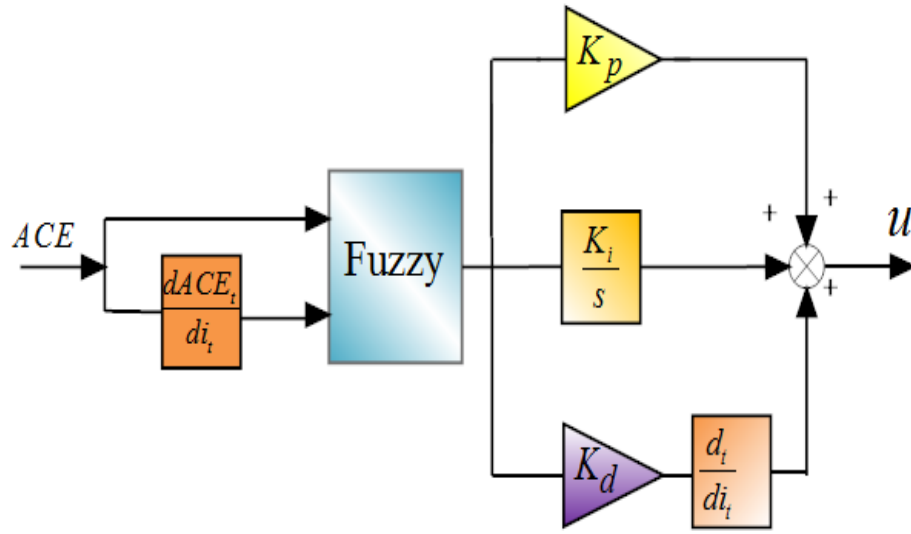 ACE
dACE_t
di_t
Fuzzy
K_p
K_i
s
K_d
d_t
di_t
+
+
+
u